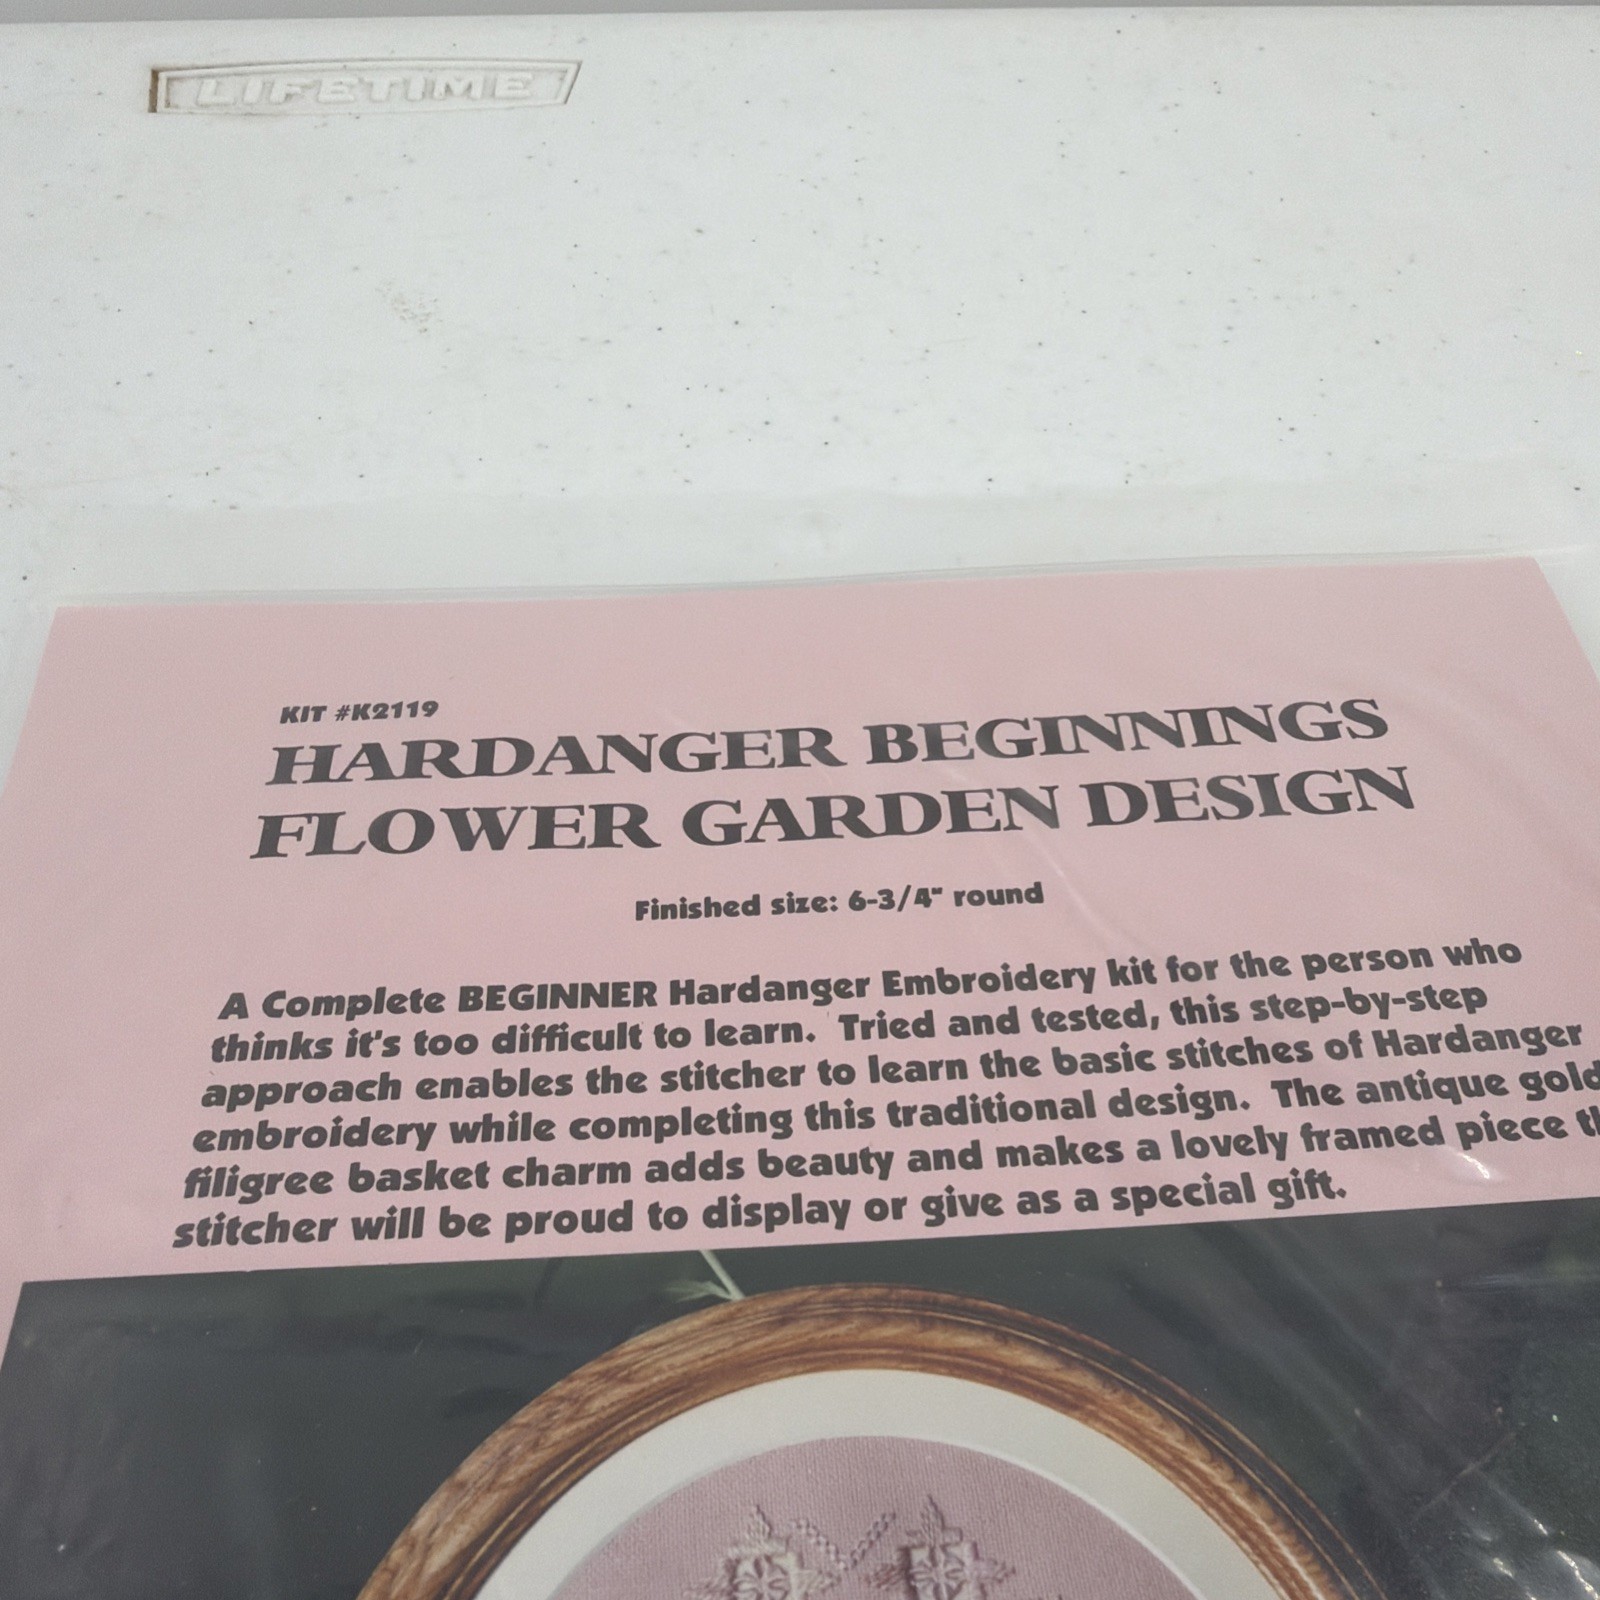 LIFETIME
KIT #K2119
HARDANGER BEGINNINGS
FLOWER GARDEN DESIGN
Finished size: 6-3/4" round
A Complete BEGINNER Hardanger Embroidery kit for the person who
thinks it's too difficult to learn. Tried and tested, this step-by-step
approach enables the stitcher to learn the basic stitches of Hardanger
embroidery while completing this traditional design. The antique gold
filigree basket charm adds beauty and makes a lovely framed piece
stitcher will be proud to display or give as a special gift.